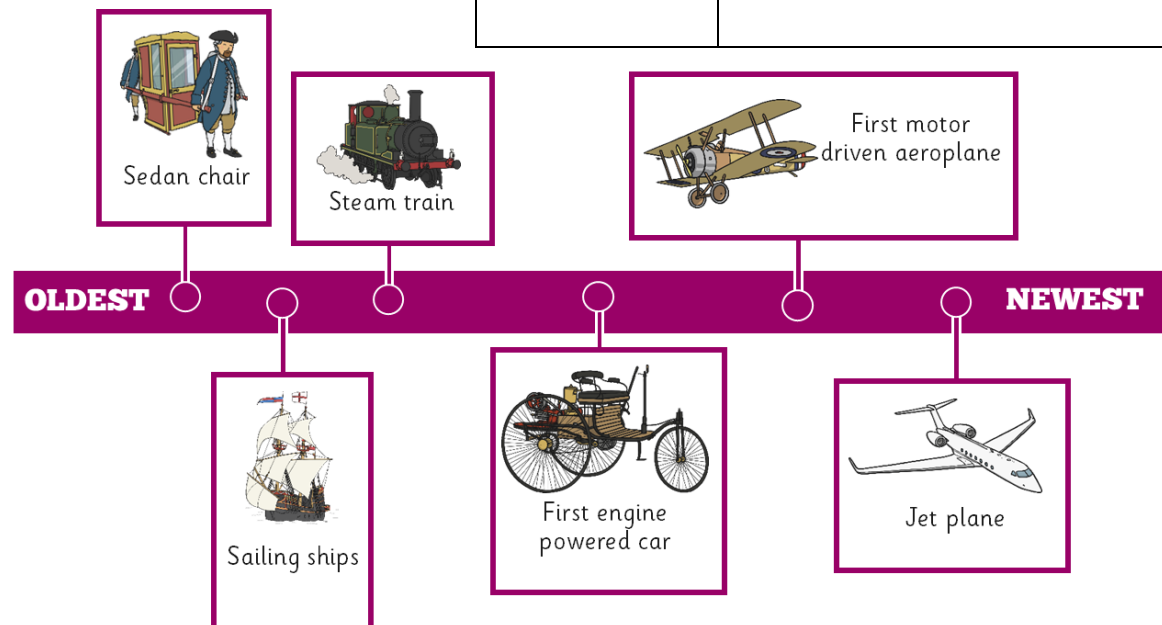 Sedan chair
Steam train
First motor
driven aeroplane
OLDEST
NEWEST
Sailing ships
First engine
powered car
Jet plane